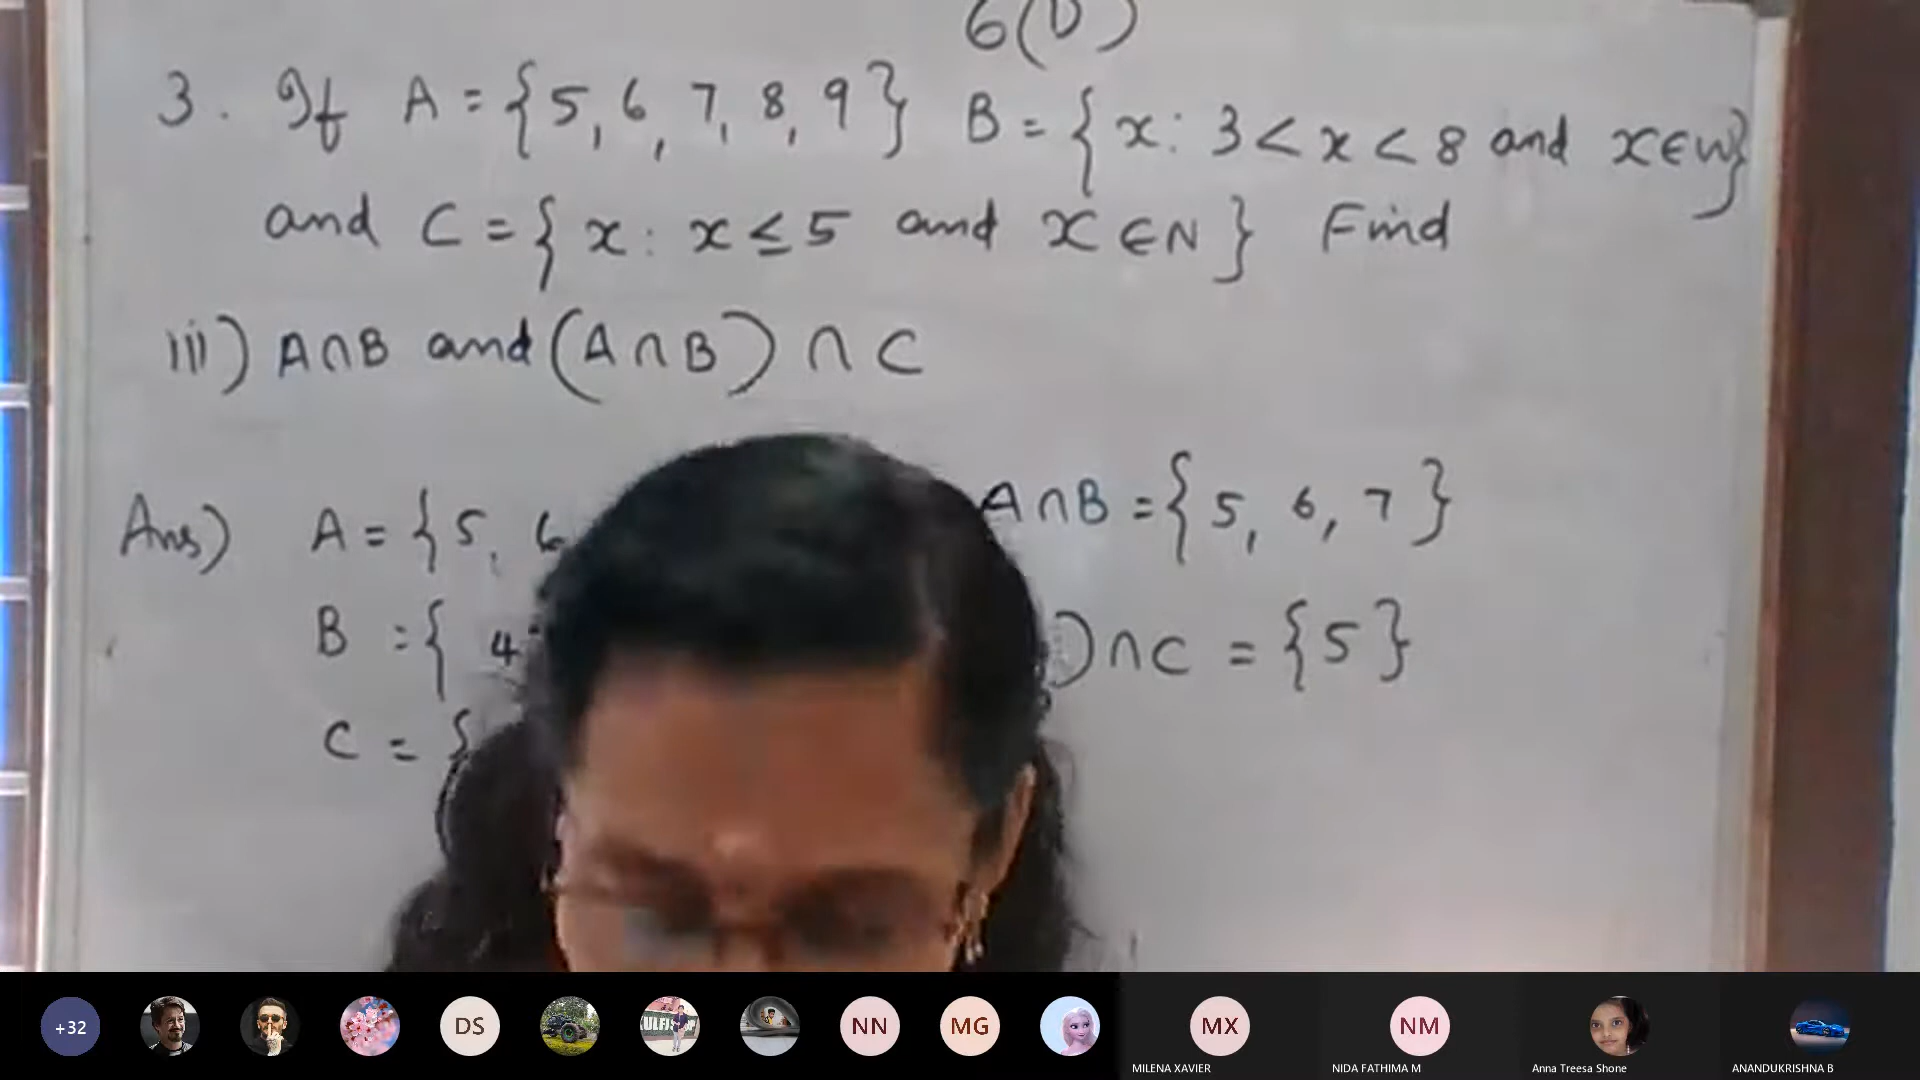 6(D)
3. If A = {5, 6, 7, 8, 9} B = {x: 3 < x < 8 and x ∈ W}
and C = {x: x ≤ 5 and x ∈ N} Find
iii) A ∩ B and (A ∩ B) ∩ C
Ans) A = {5, 6
A ∩ B = {5, 6, 7}
B = { 4
) ∩ C = {5}
C = {
+32
DS
NN
MG
MX
NM
MILENA XAVIER
NIDA FATHIMA M
Anna Treesa Shone
ANANDUKRISHNA B